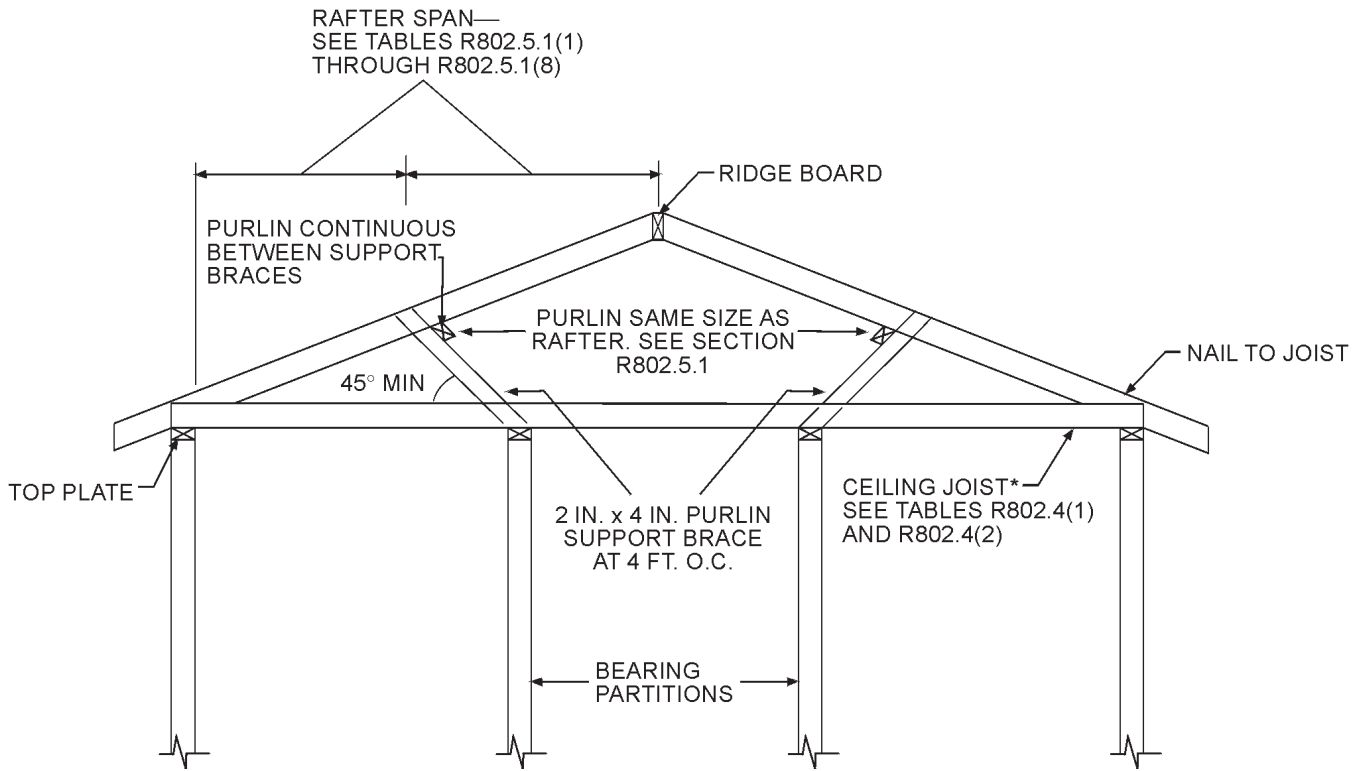 RAFTER SPAN—
SEE TABLES R802.5.1(1)
THROUGH R802.5.1(8)
RIDGE BOARD
PURLIN CONTINUOUS
BETWEEN SUPPORT
BRACES
PURLIN SAME SIZE AS
RAFTER. SEE SECTION
R802.5.1
NAIL TO JOIST
45° MIN
TOP PLATE
2 IN. x 4 IN. PURLIN
SUPPORT BRACE
AT 4 FT. O.C.
CEILING JOIST*
SEE TABLES R802.4(1)
AND R802.4(2)
BEARING
PARTITIONS